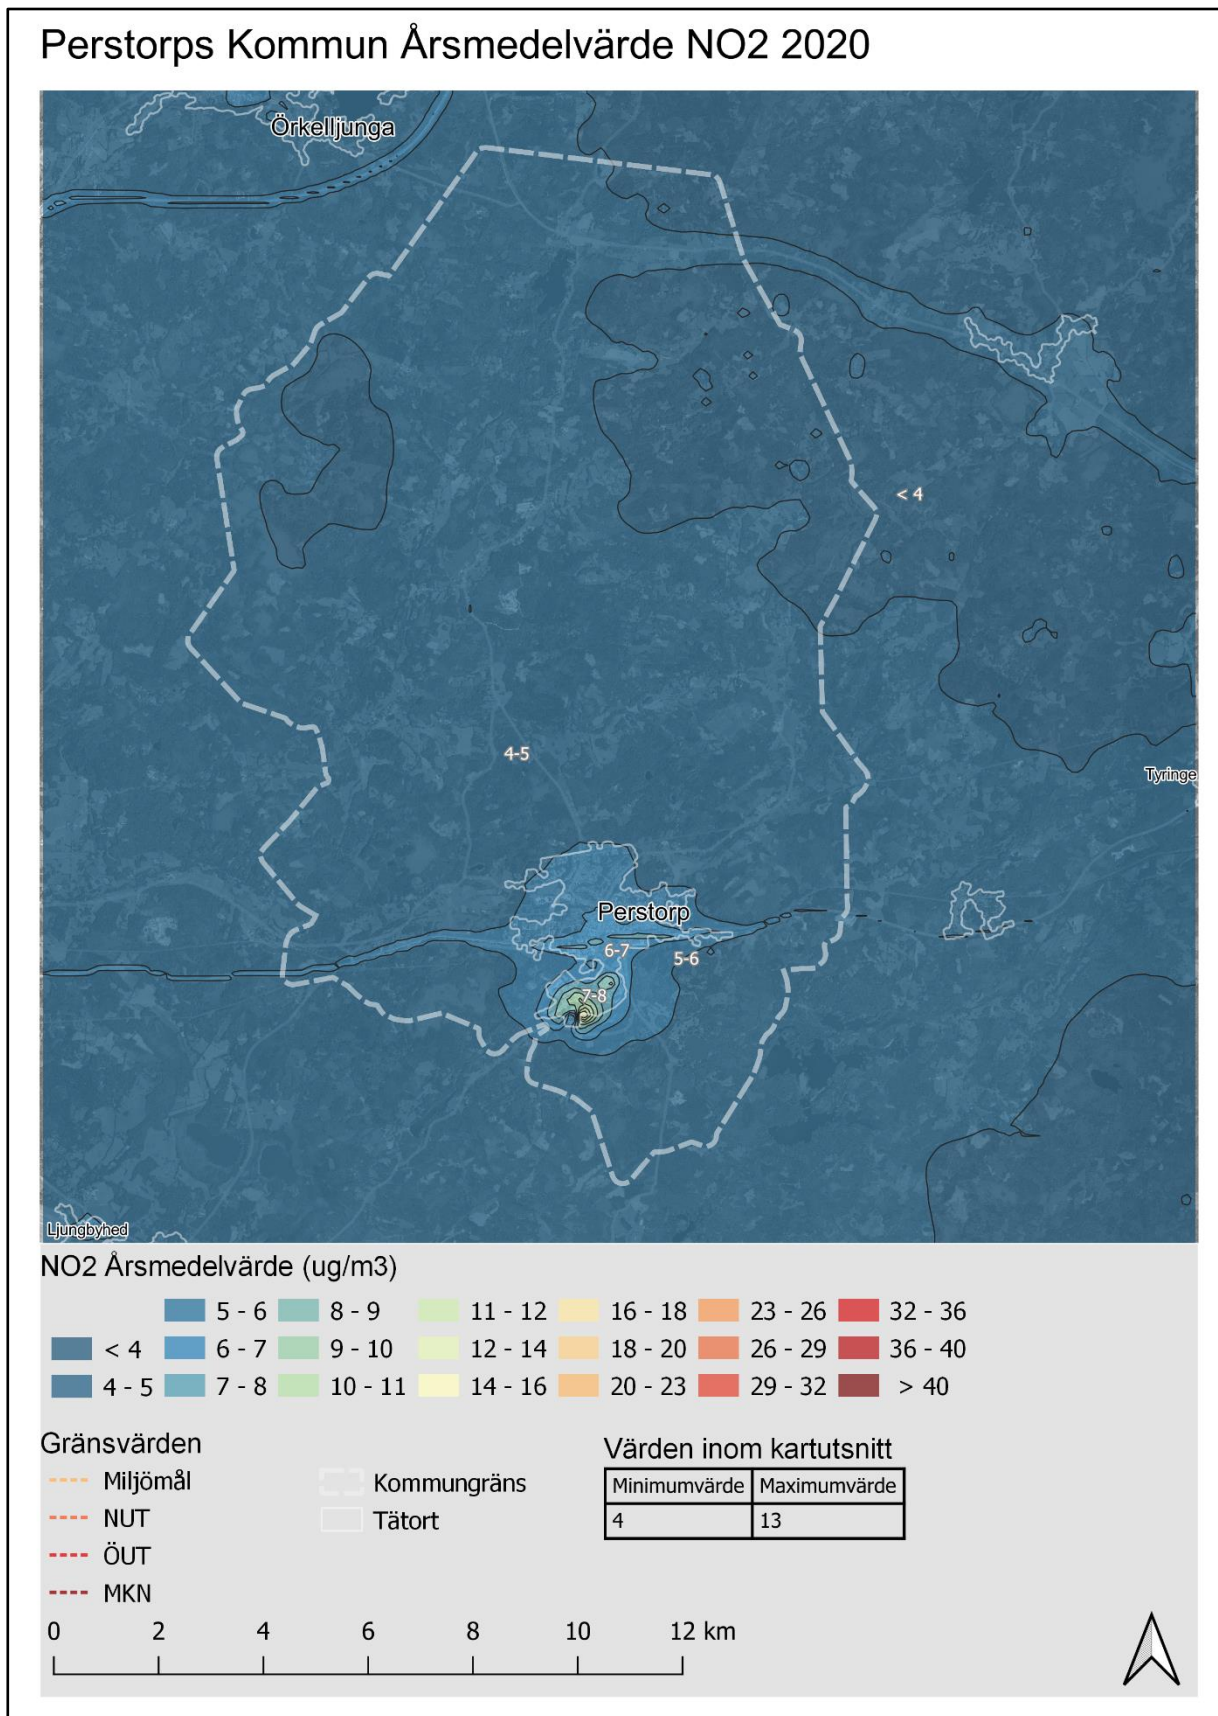 Perstorps Kommun Årsmedelvärde NO2 2020
Örkelljunga
< 4
4-5
Tyringe
Perstorp
6-7
5-6
7-8
Ljungbyhed
NO2 Årsmedelvärde (ug/m3)
5 - 6 8 - 9 11 - 12 16 - 18 23 - 26 32 - 36
< 4 6 - 7 9 - 10 12 - 14 18 - 20 26 - 29 36 - 40
4 - 5 7 - 8 10 - 11 14 - 16 20 - 23 29 - 32 > 40
Gränsvärden
Miljömål
NUT
ÖUT
MKN
Kommungräns
Tätort
Värden inom kartutsnitt
Minimumvärde Maximumvärde
4 13
0 2 4 6 8 10 12 km